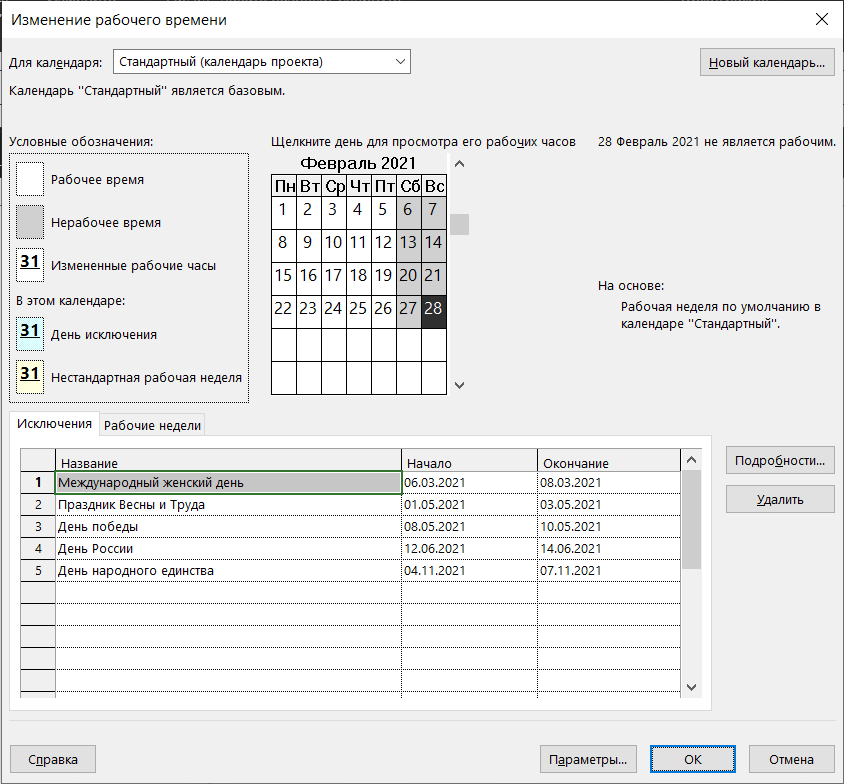 Изменение рабочего времени
Для календаря: Стандартный (календарь проекта) Новый календарь...
Календарь "Стандартный" является базовым.
Условные обозначения:
Рабочее время
Нерабочее время
31 Измененные рабочие часы
В этом календаре:
31 День исключения
31 Нестандартная рабочая неделя
Щелкните день для просмотра его рабочих часов
Февраль 2021
Пн Вт Ср Чт Пт Сб Вс
1 2 3 4 5 6 7
8 9 10 11 12 13 14
15 16 17 18 19 20 21
22 23 24 25 26 27 28
28 Февраль 2021 не является рабочим.
На основе:
Рабочая неделя по умолчанию в
календаре "Стандартный".
Исключения Рабочие недели
Название Начало Окончание
1 Международный женский день 06.03.2021 08.03.2021
2 Праздник Весны и Труда 01.05.2021 03.05.2021
3 День победы 08.05.2021 10.05.2021
4 День России 12.06.2021 14.06.2021
5 День народного единства 04.11.2021 07.11.2021
Подробности...
Удалить
Справка Параметры... ОК Отмена